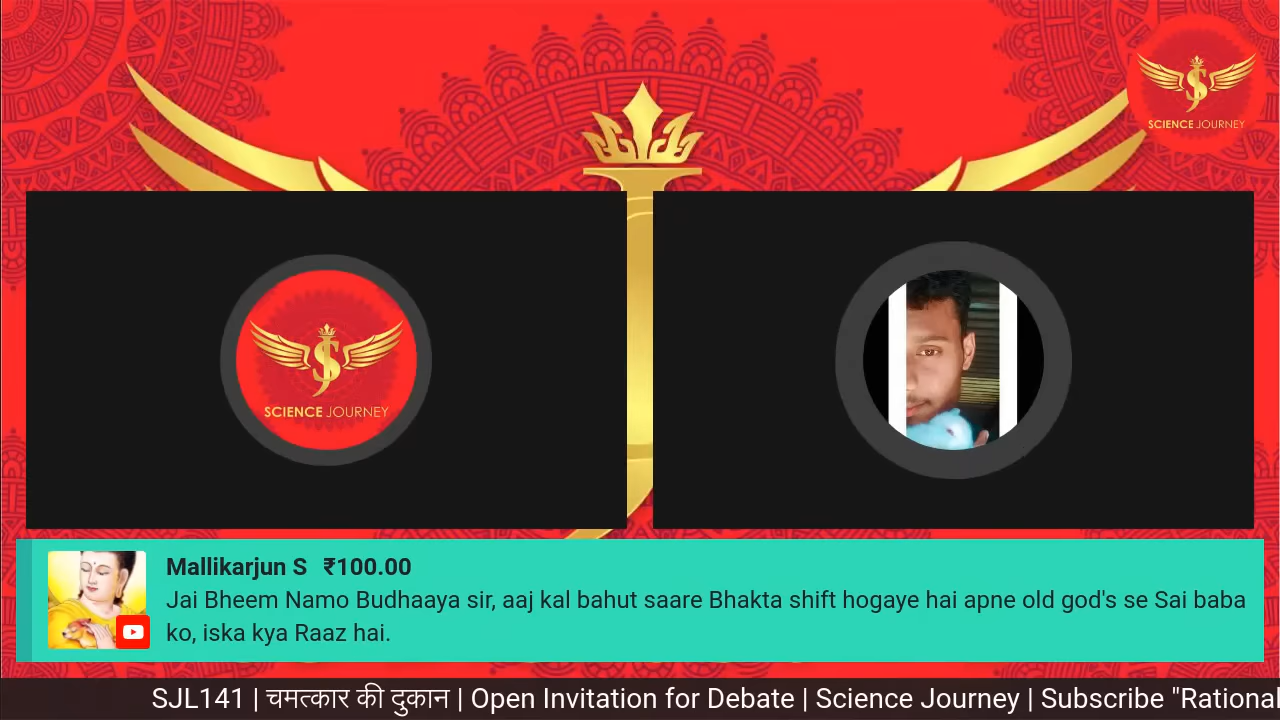 SCIENCE JOURNEY
SCIENCE JOURNEY
Mallikarjun S ₹100.00
Jai Bheem Namo Budhaaya sir, aaj kal bahut saare Bhakta shift hogaye hai apne old god's se Sai baba
ko, iska kya Raaz hai.
SJL141 | चमत्कार की दुकान | Open Invitation for Debate | Science Journey | Subscribe "Rational